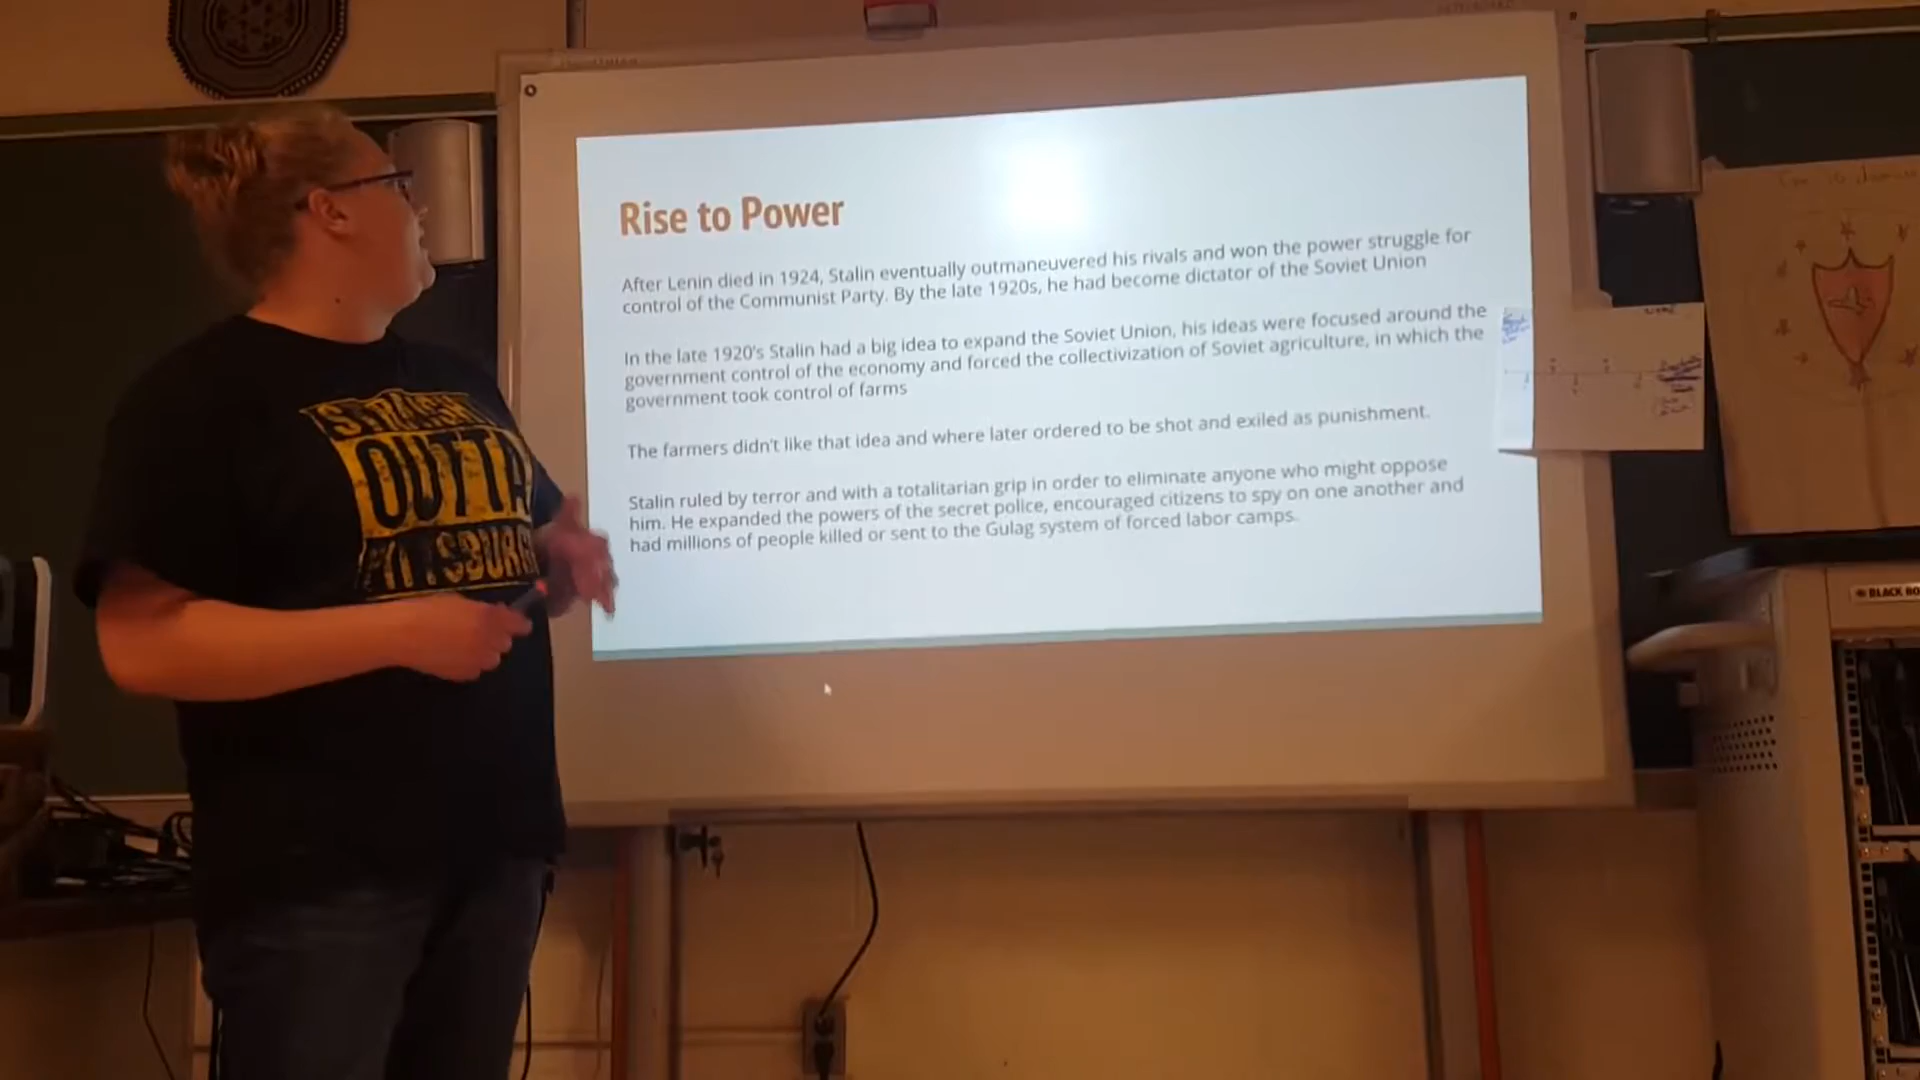 Rise to Power
After Lenin died in 1924, Stalin eventually outmaneuvered his rivals and won the power struggle for
control of the Communist Party. By the late 1920s, he had become dictator of the Soviet Union
In the late 1920's Stalin had a big idea to expand the Soviet Union, his ideas were focused around the
government control of the economy and forced the collectivization of Soviet agriculture, in which the
government took control of farms
The farmers didn't like that idea and where later ordered to be shot and exiled as punishment.
Stalin ruled by terror and with a totalitarian grip in order to eliminate anyone who might oppose
him. He expanded the powers of the secret police, encouraged citizens to spy on one another and
had millions of people killed or sent to the Gulag system of forced labor camps.
OUTTA
BLACK BO